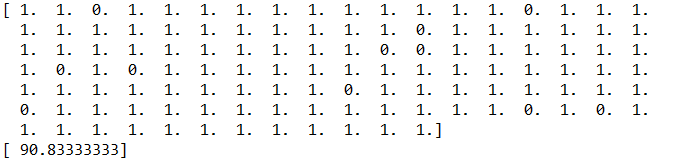 [ 1.  1.  0.  1.  1.  1.  1.  1.  1.  1.  1.  1.  1.  1.  0.  1.  1.  1.
1.  1.  1.  1.  1.  1.  1.  1.  1.  1.  1.  0.  1.  1.  1.  1.  1.  1.
1.  1.  1.  1.  1.  1.  1.  1.  1.  1.  0.  0.  1.  1.  1.  1.  1.  1.
1.  0.  1.  0.  1.  1.  1.  1.  1.  1.  1.  1.  1.  1.  1.  1.  1.  1.
1.  1.  1.  1.  1.  1.  1.  1.  1.  0.  1.  1.  1.  1.  1.  1.  1.  1.
0.  1.  1.  1.  1.  1.  1.  1.  1.  1.  1.  1.  1.  1.  0.  1.  0.  1.
1.  1.  1.  1.  1.  1.  1.  1.  1.  1.  1.  1.]
[ 90.83333333]